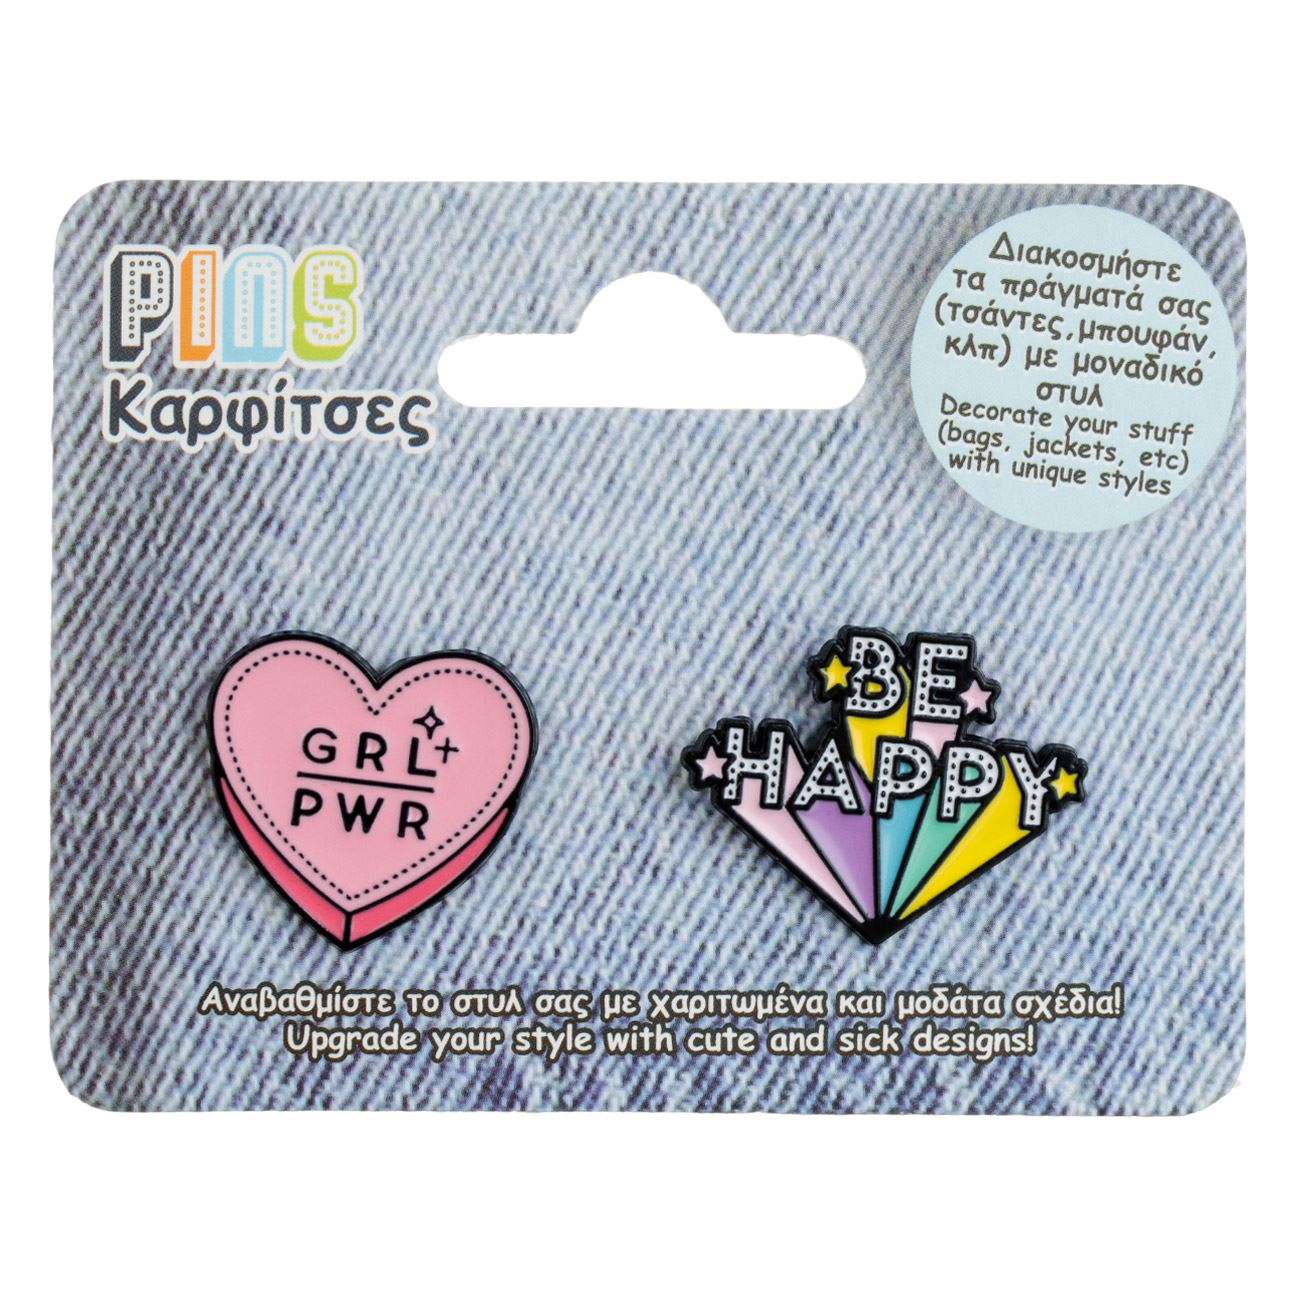 PINS
Καρφίτσες
Διακοσμήστε
τα πράγματά σας
(τσάντες,μπουφάν,
κλπ) με μοναδικό
στυλ
Decorate your stuff
(bags, jackets, etc)
with unique styles
GRL
PWR
BE
HAPPY
Αναβαθμίστε το στυλ σας με χαριτωμένα και μοδάτα σχέδια!
Upgrade your style with cute and sick designs!